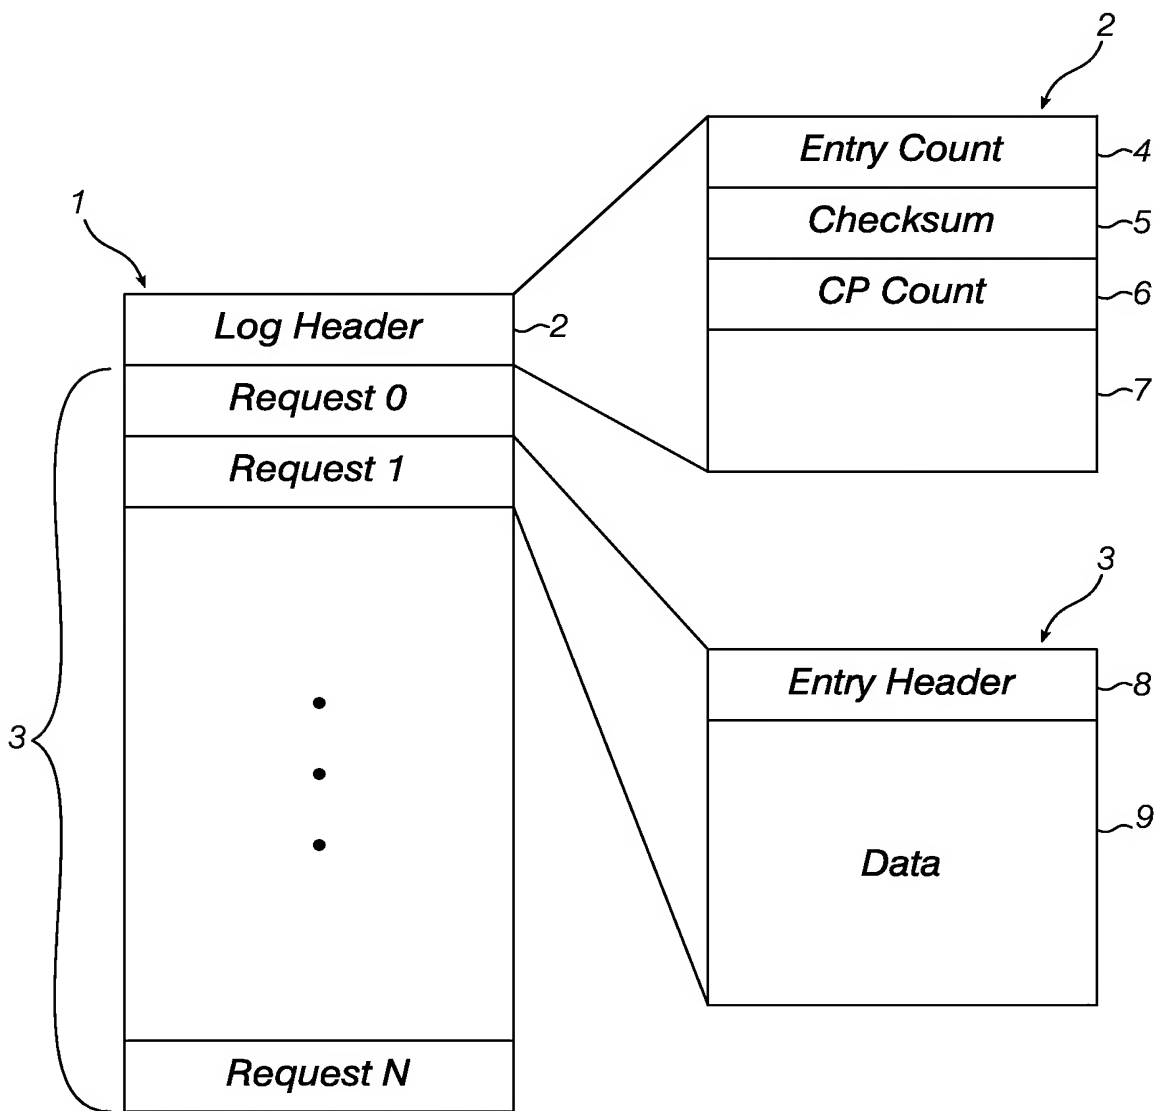 1
Log Header
2
Request 0
Request 1
3
Request N
2
Entry Count
4
Checksum
5
CP Count
6
7
3
Entry Header
8
Data
9